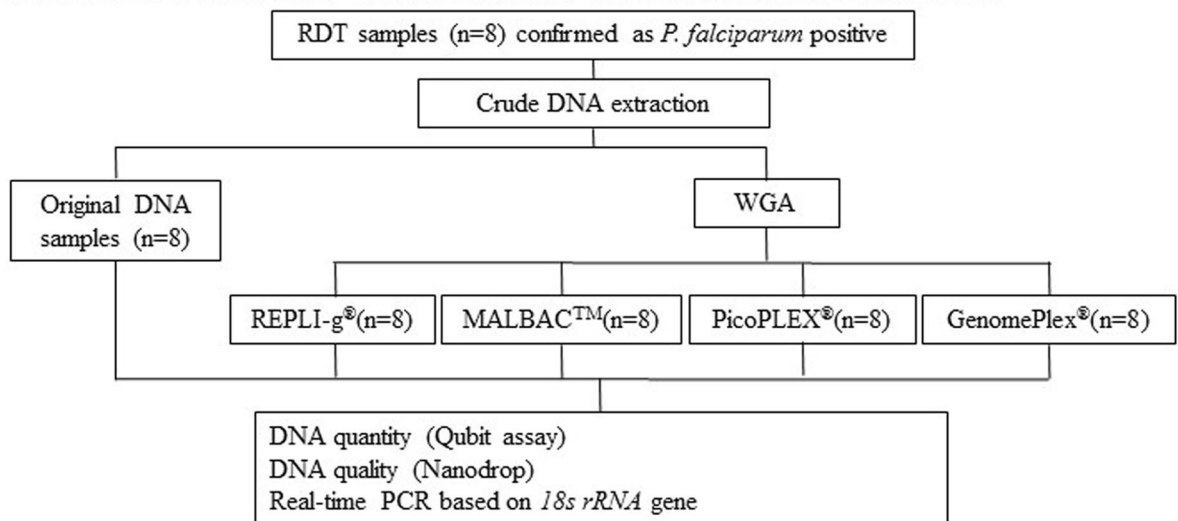 RDT samples (n=8) confirmed as P. falciparum positive
Crude DNA extraction
Original DNA
samples (n=8)
WGA
REPLI-g®(n=8)
MALBAC™(n=8)
PicoPLEX®(n=8)
GenomePlex®(n=8)
DNA quantity (Qubit assay)
DNA quality (Nanodrop)
Real-time PCR based on 18s rRNA gene